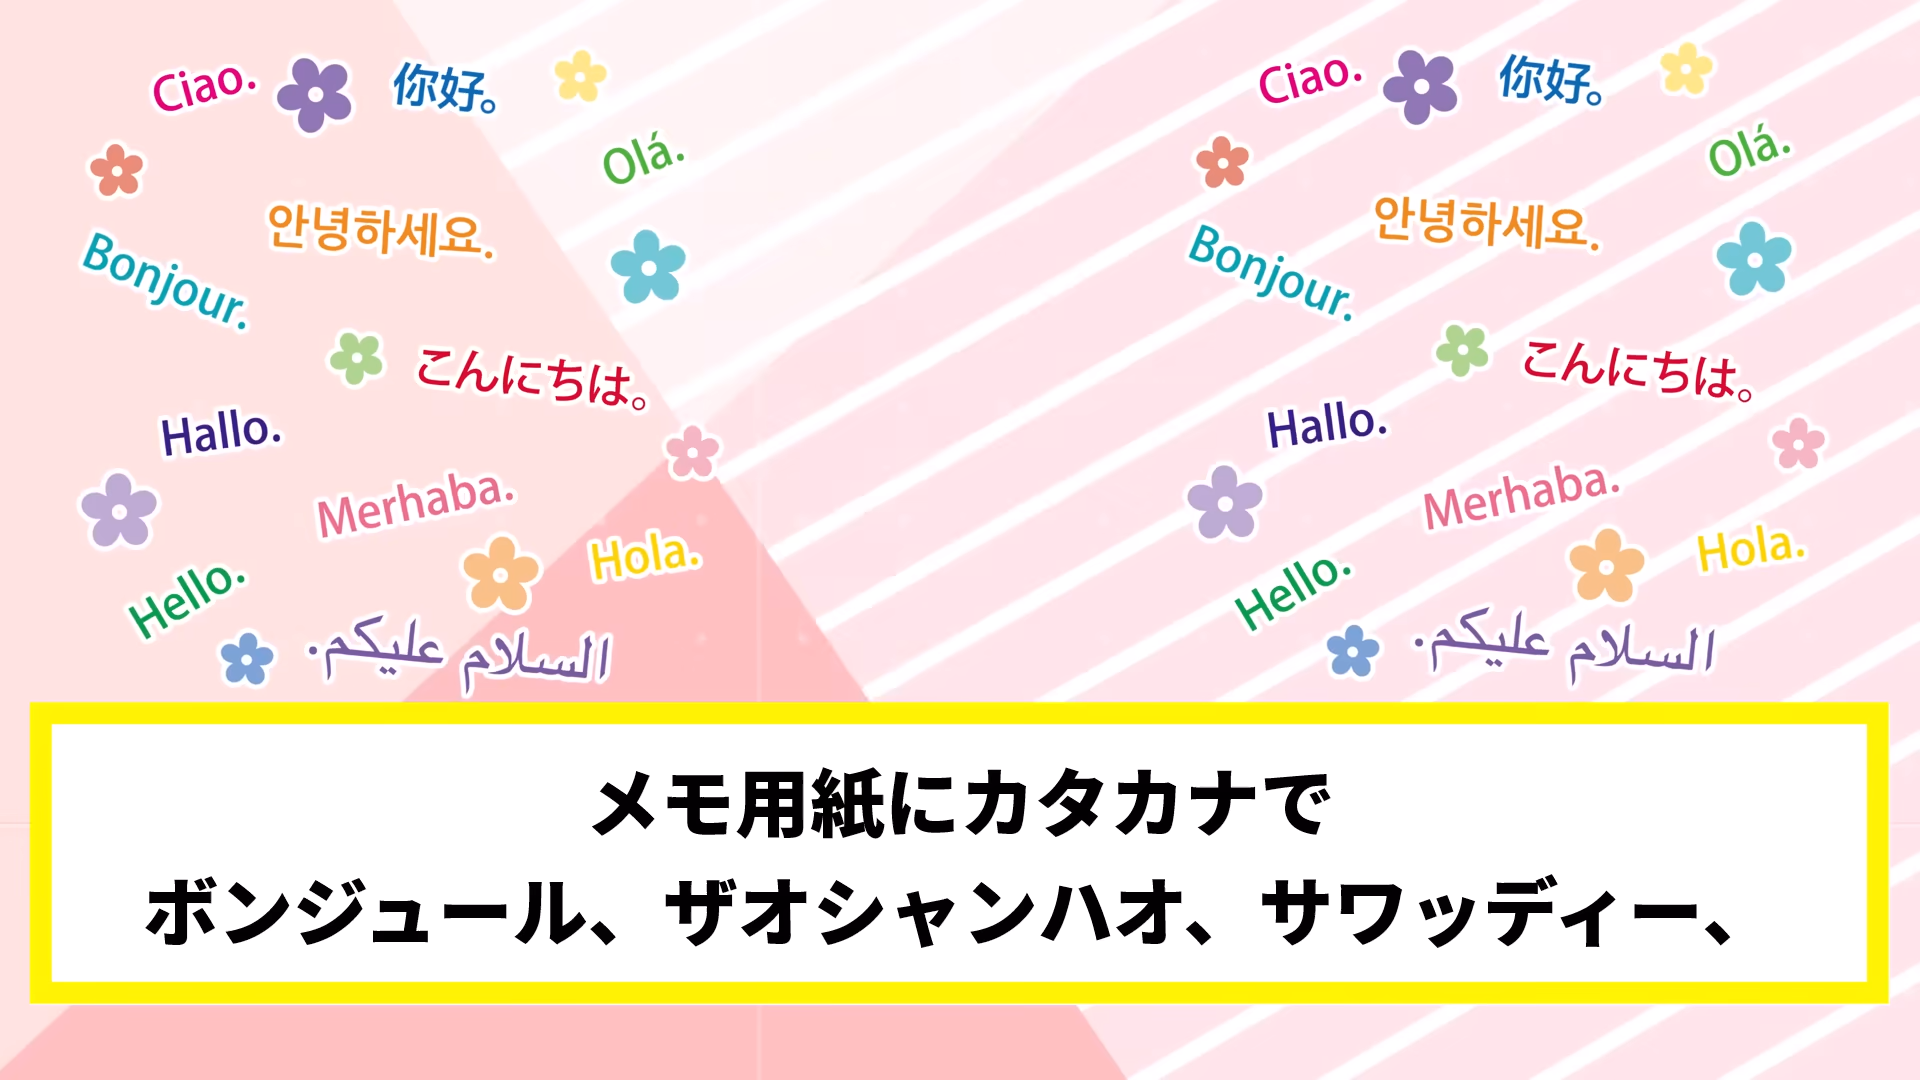 Ciao.
你好。
Olá.
안녕하세요.
Bonjour.
こんにちは。
Hallo.
Merhaba.
Hola.
Hello.
السلام عليكم.
Ciao.
你好。
Olá.
안녕하세요.
Bonjour.
こんにちは。
Hallo.
Merhaba.
Hola.
Hello.
السلام عليكم.
メモ用紙にカタカナで
ボンジュール、ザオシャンハオ、サワッディー、